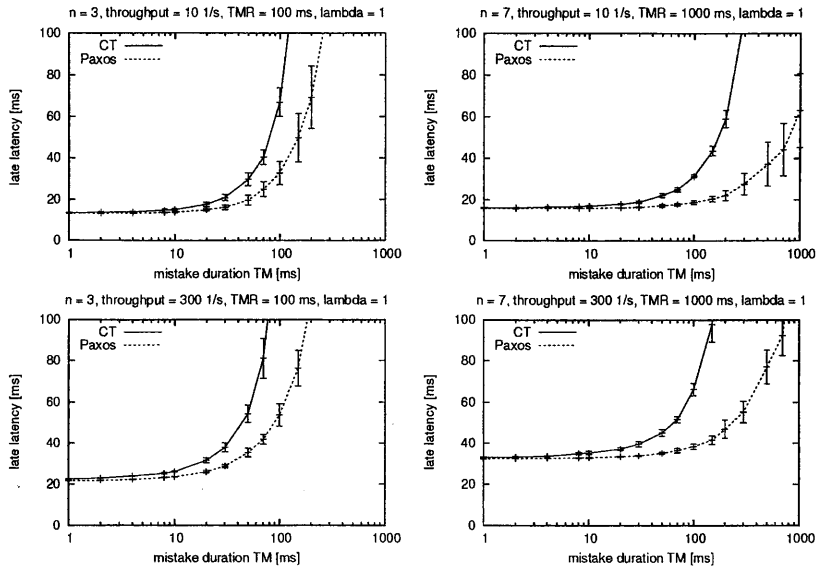 n = 3, throughput = 10 1/s, TMR = 100 ms, lambda = 1
100
80
60
40
20
0
late latency [ms]
CT
Paxos
1
10
100
1000
mistake duration TM [ms]
n = 7, throughput = 10 1/s, TMR = 1000 ms, lambda = 1
100
80
60
40
20
0
late latency [ms]
CT
Paxos
1
10
100
1000
mistake duration TM [ms]
n = 3, throughput = 300 1/s, TMR = 100 ms, lambda = 1
100
80
60
40
20
0
late latency [ms]
CT
Paxos
1
10
100
1000
mistake duration TM [ms]
n = 7, throughput = 300 1/s, TMR = 1000 ms, lambda = 1
100
80
60
40
20
0
late latency [ms]
CT
Paxos
1
10
100
1000
mistake duration TM [ms]